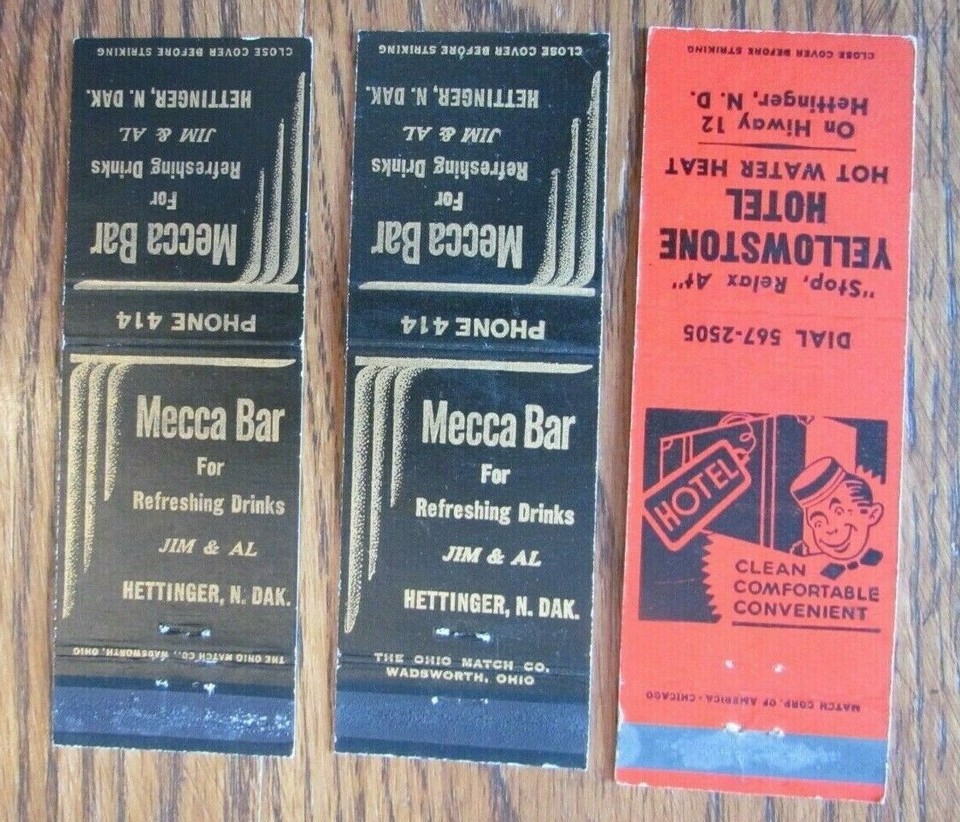 CLOSE COVER BEFORE STRIKING
HETTINGER, N. DAK.
JIM & AL
Refreshing Drinks
For
Mecca Bar
PHONE 414
Mecca Bar
For
Refreshing Drinks
JIM & AL
HETTINGER, N. DAK.
THE OHIO MATCH CO., WADSWORTH, OHIO
CLOSE COVER BEFORE STRIKING
HETTINGER, N. DAK.
JIM & AL
Refreshing Drinks
For
Mecca Bar
PHONE 414
Mecca Bar
For
Refreshing Drinks
JIM & AL
HETTINGER, N. DAK.
THE OHIO MATCH CO.
WADSWORTH, OHIO
CLOSE COVER BEFORE STRIKING
Hettinger, N. D.
On Hiway 12
HOT WATER HEAT
HOTEL
YELLOWSTONE
"Stop, Relax At"
DIAL 567-2505
HOTEL
CLEAN
COMFORTABLE
CONVENIENT
MATCH CORP. OF AMERICA - CHICAGO